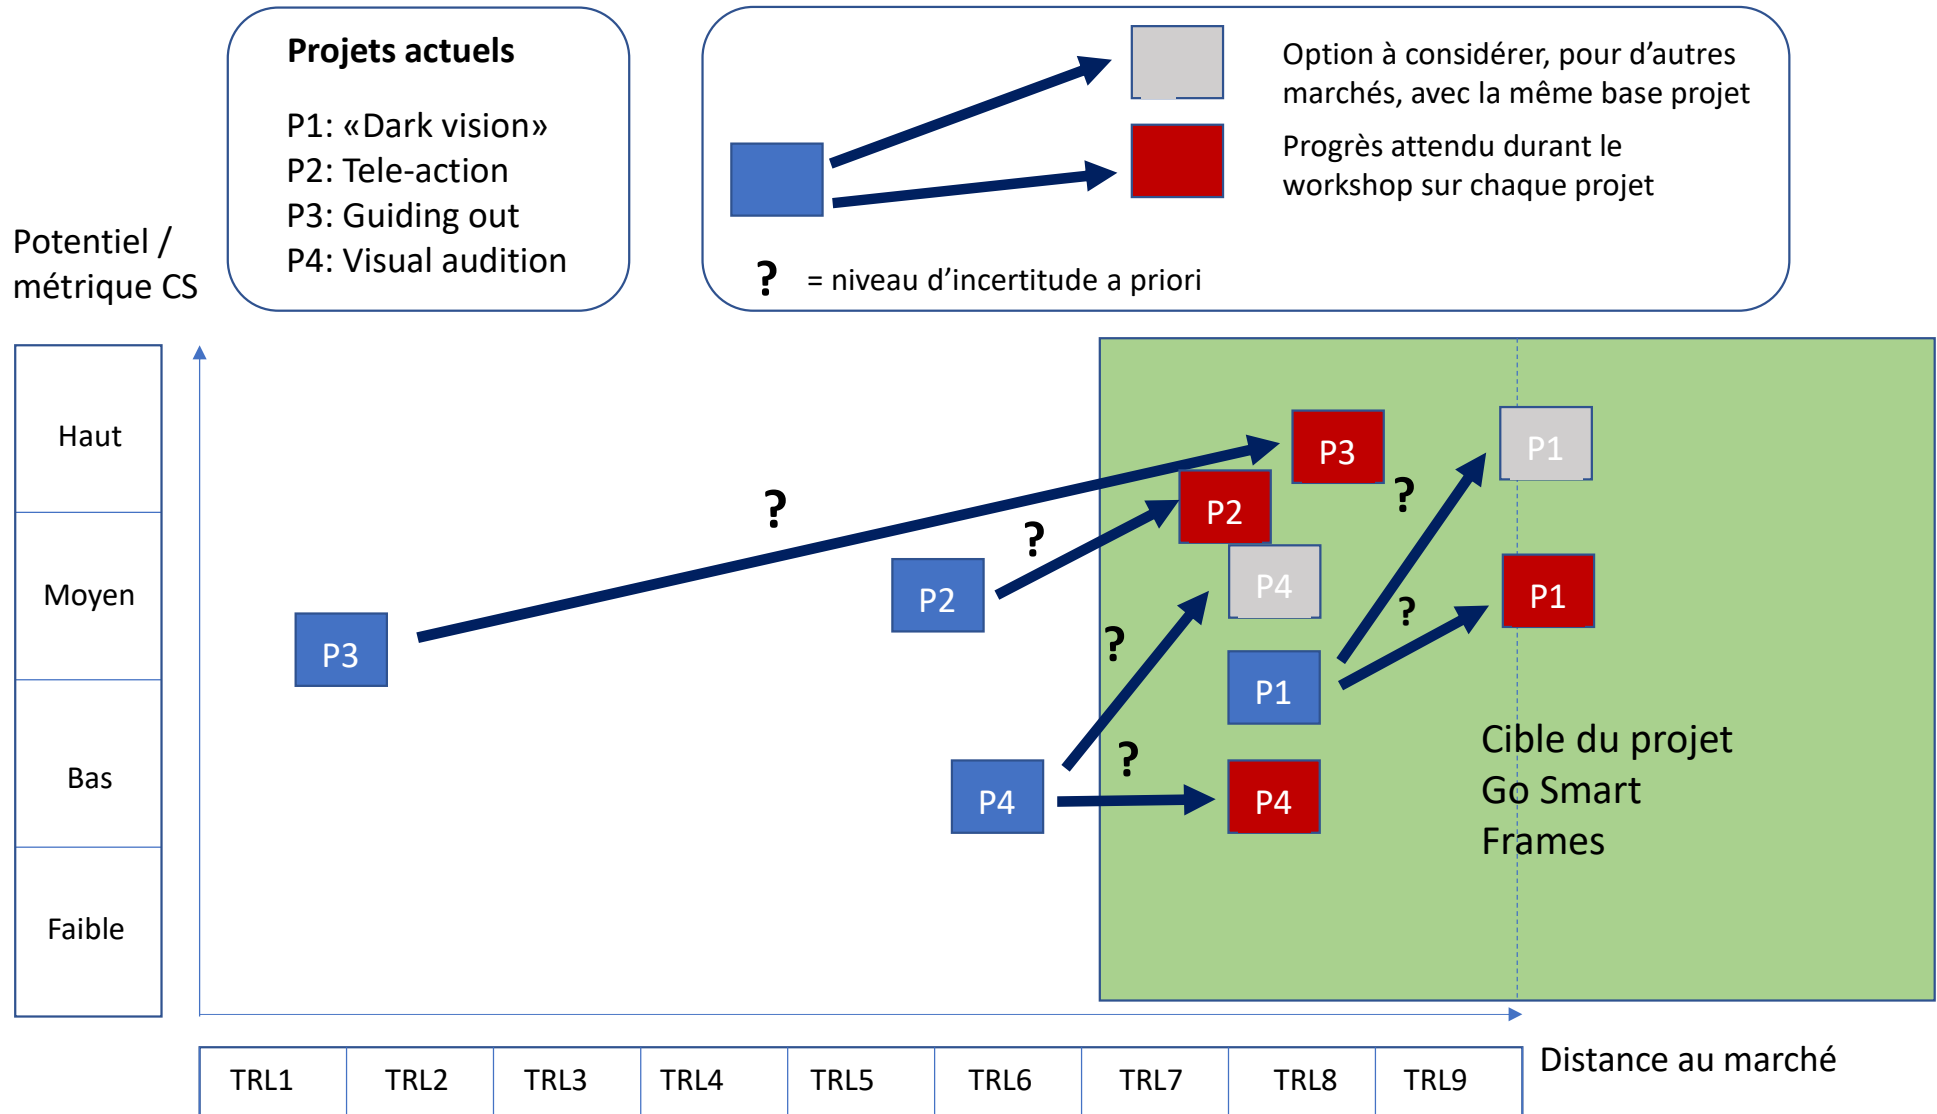 Projets actuels
P1: «Dark vision»
P2: Tele-action
P3: Guiding out
P4: Visual audition
Option à considérer, pour d’autres
marchés, avec la même base projet
Progrès attendu durant le
workshop sur chaque projet
? = niveau d’incertitude a priori
Potentiel /
métrique CS
Haut
Moyen
Bas
Faible
P3
P1
?
?
P2
?
P4
P2
?
P1
P3
?
P1
?
P4
P4
Cible du projet
Go Smart
Frames
Distance au marché
TRL1 TRL2 TRL3 TRL4 TRL5 TRL6 TRL7 TRL8 TRL9